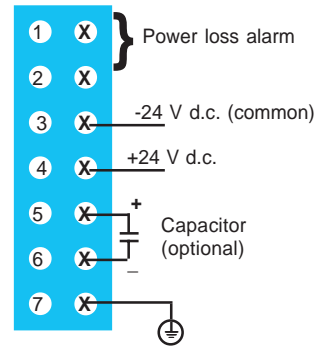 1 X
Power loss alarm
2 X
3 X -24 V d.c. (common)
4 X +24 V d.c.
5 X +
Capacitor
(optional)
6 X –
7 X